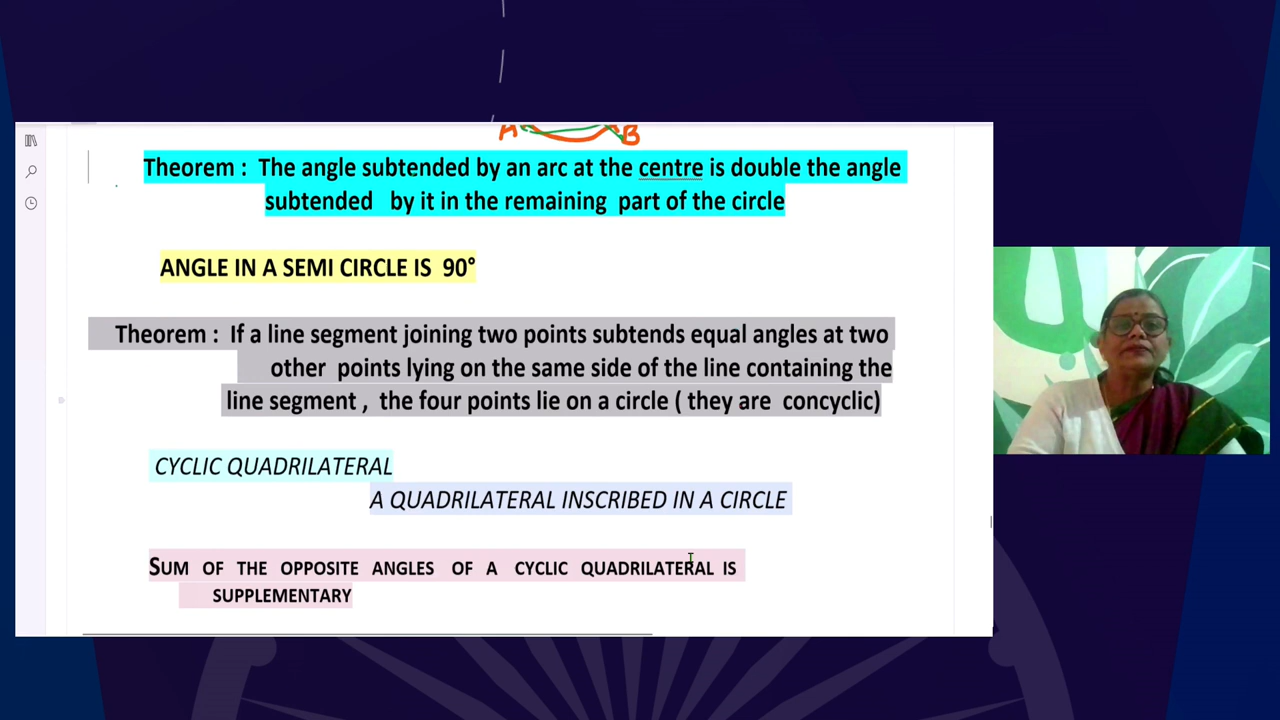 A B
Theorem : The angle subtended by an arc at the centre is double the angle
subtended by it in the remaining part of the circle
ANGLE IN A SEMI CIRCLE IS 90°
Theorem : If a line segment joining two points subtends equal angles at two
other points lying on the same side of the line containing the
line segment , the four points lie on a circle ( they are concyclic)
CYCLIC QUADRILATERAL
A QUADRILATERAL INSCRIBED IN A CIRCLE
SUM OF THE OPPOSITE ANGLES OF A CYCLIC QUADRILATERAL IS
SUPPLEMENTARY